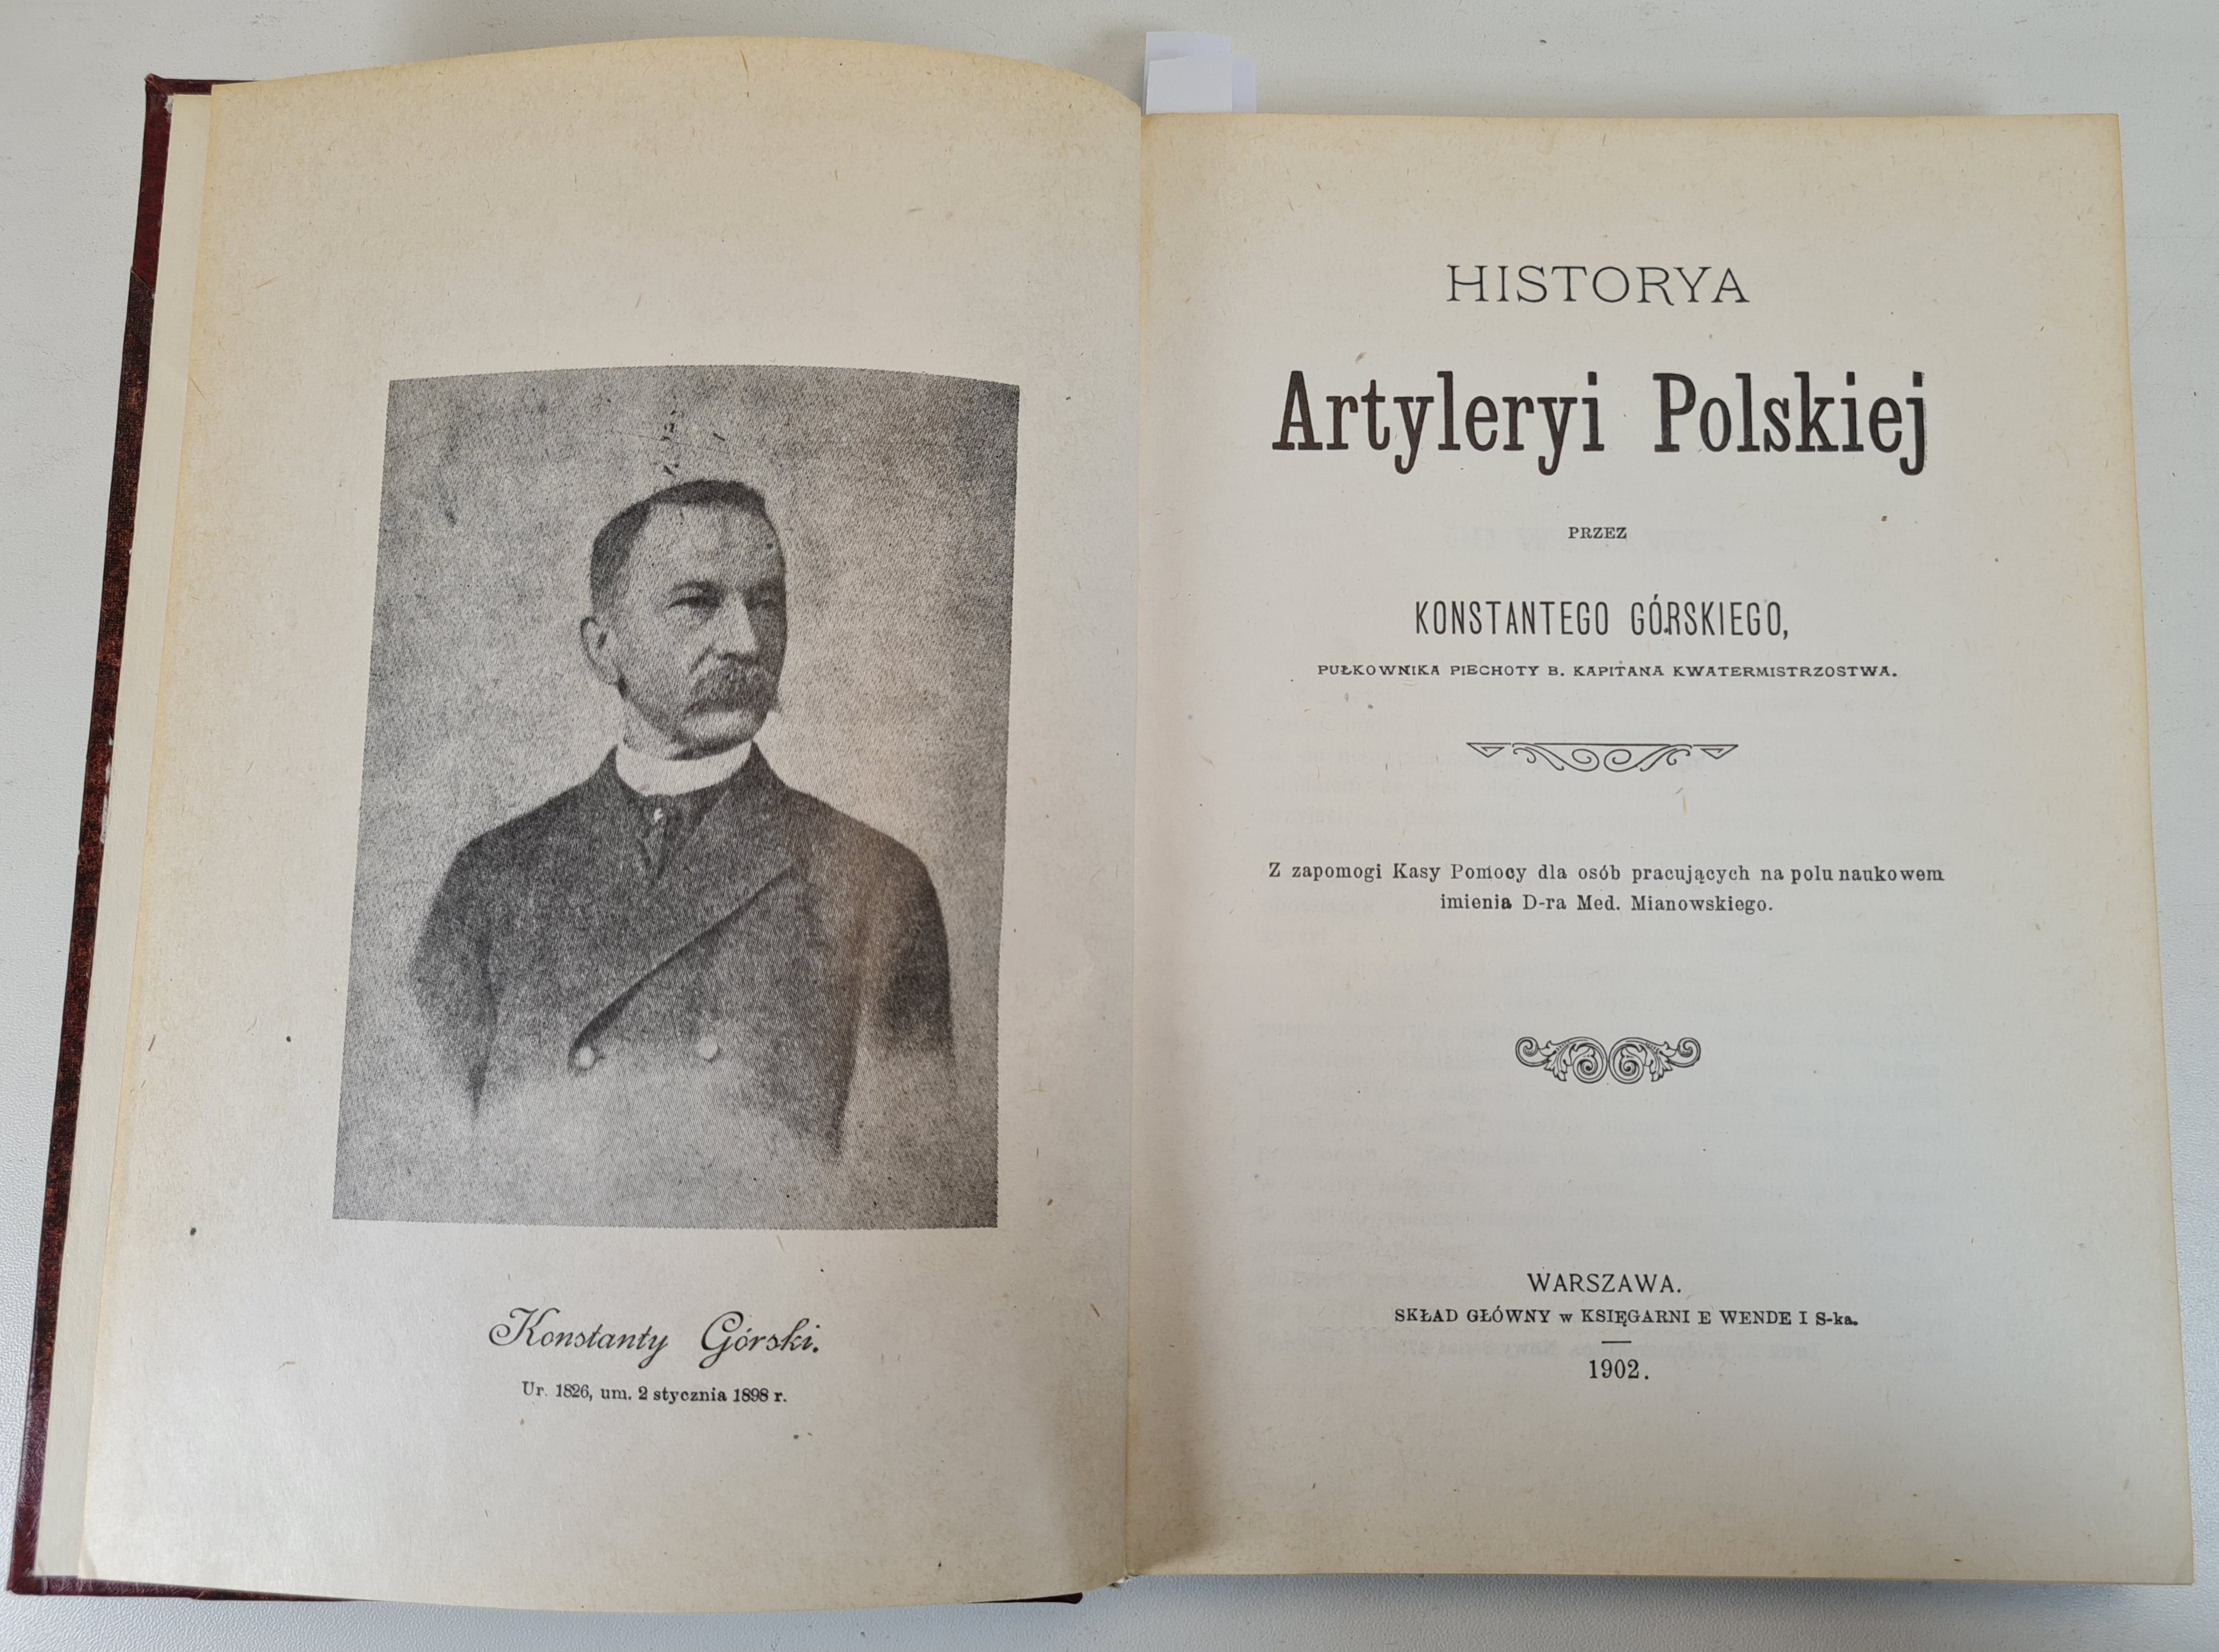 Konstanty Górski.
Ur. 1826, um. 2 stycznia 1898 r.
HISTORYA
Artyleryi Polskiej
PRZEZ
KONSTANTEGO GÓRSKIEGO,
PUŁKOWNIKA PIECHOTY B. KAPITANA KWATERMISTRZOSTWA.
Z zapomogi Kasy Pomocy dla osób pracujących na polu naukowem
imienia D-ra Med. Mianowskiego.
WARSZAWA.
SKŁAD GŁÓWNY w KSIĘGARNI E WENDE I S-ka.
1902.